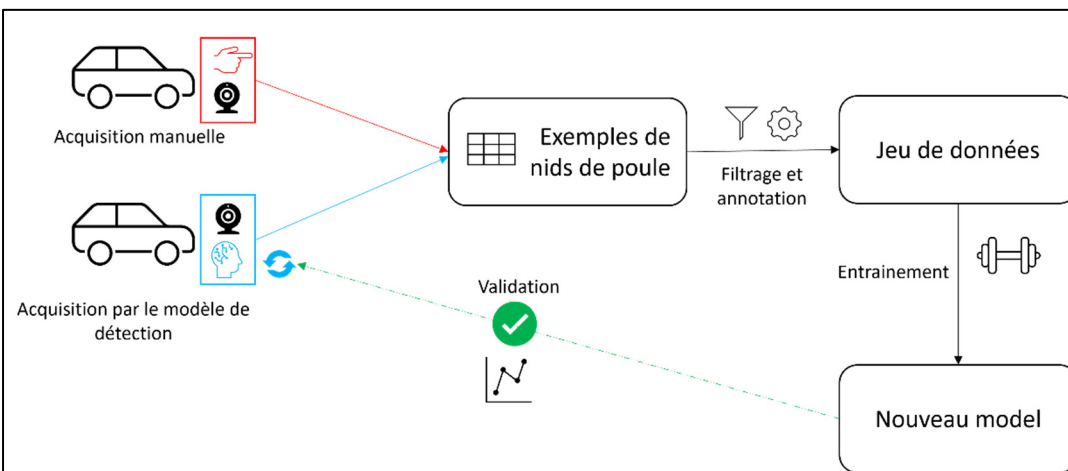 Acquisition manuelle
Exemples de
nids de poule
Filtrage et
annotation
Jeu de données
Acquisition par le modèle de
détection
Validation
Entrainement
Nouveau model